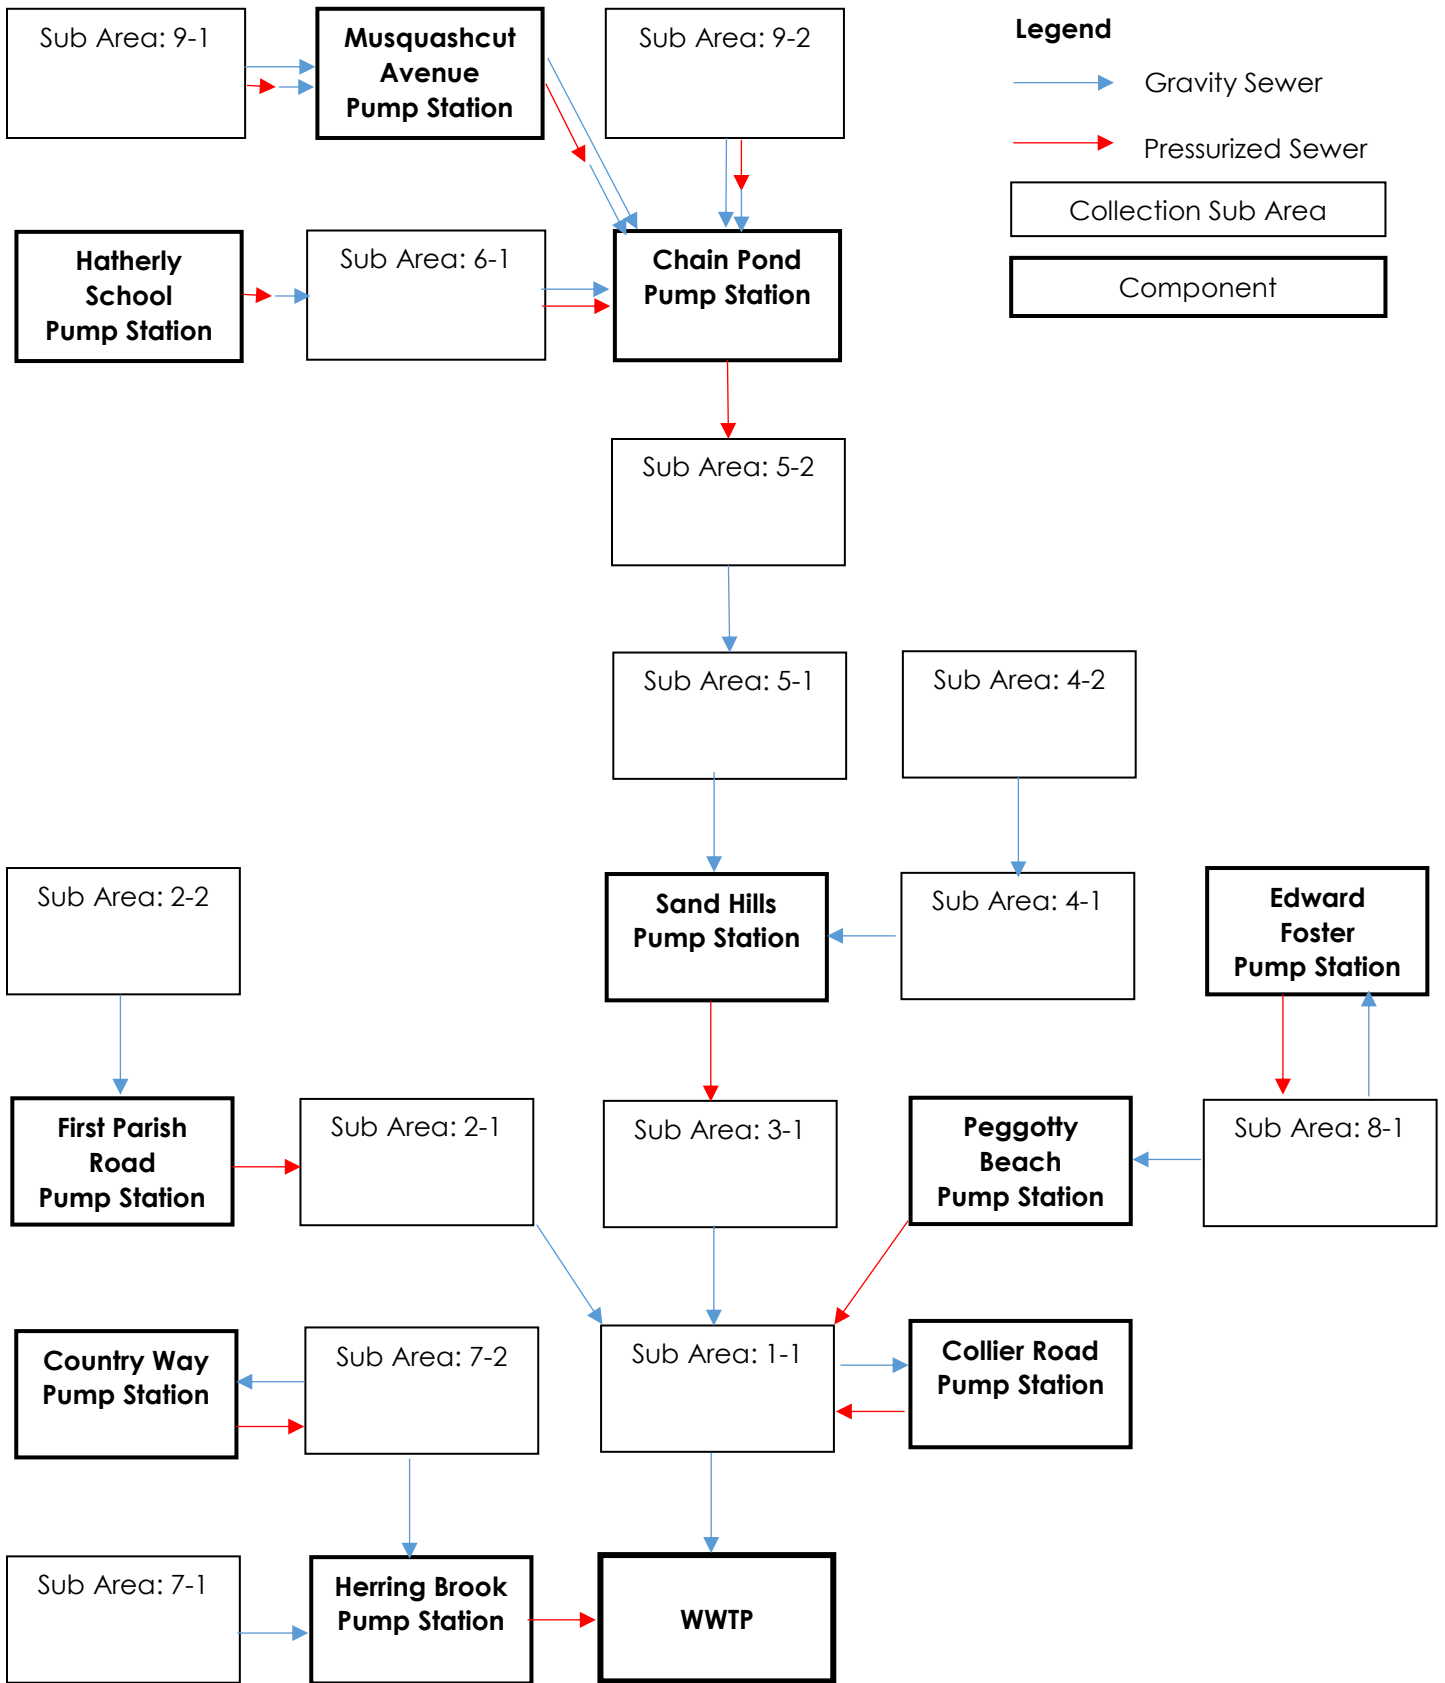 Sub Area: 9-1
Musquashcut
Avenue
Pump Station
Sub Area: 9-2
Legend
Gravity Sewer
Pressurized Sewer
Collection Sub Area
Component
Hatherly
School
Pump Station
Sub Area: 6-1
Chain Pond
Pump Station
Sub Area: 5-2
Sub Area: 5-1
Sub Area: 4-2
Sub Area: 2-2
Sand Hills
Pump Station
Sub Area: 4-1
Edward
Foster
Pump Station
First Parish
Road
Pump Station
Sub Area: 2-1
Sub Area: 3-1
Peggotty
Beach
Pump Station
Sub Area: 8-1
Country Way
Pump Station
Sub Area: 7-2
Sub Area: 1-1
Collier Road
Pump Station
Sub Area: 7-1
Herring Brook
Pump Station
WWTP